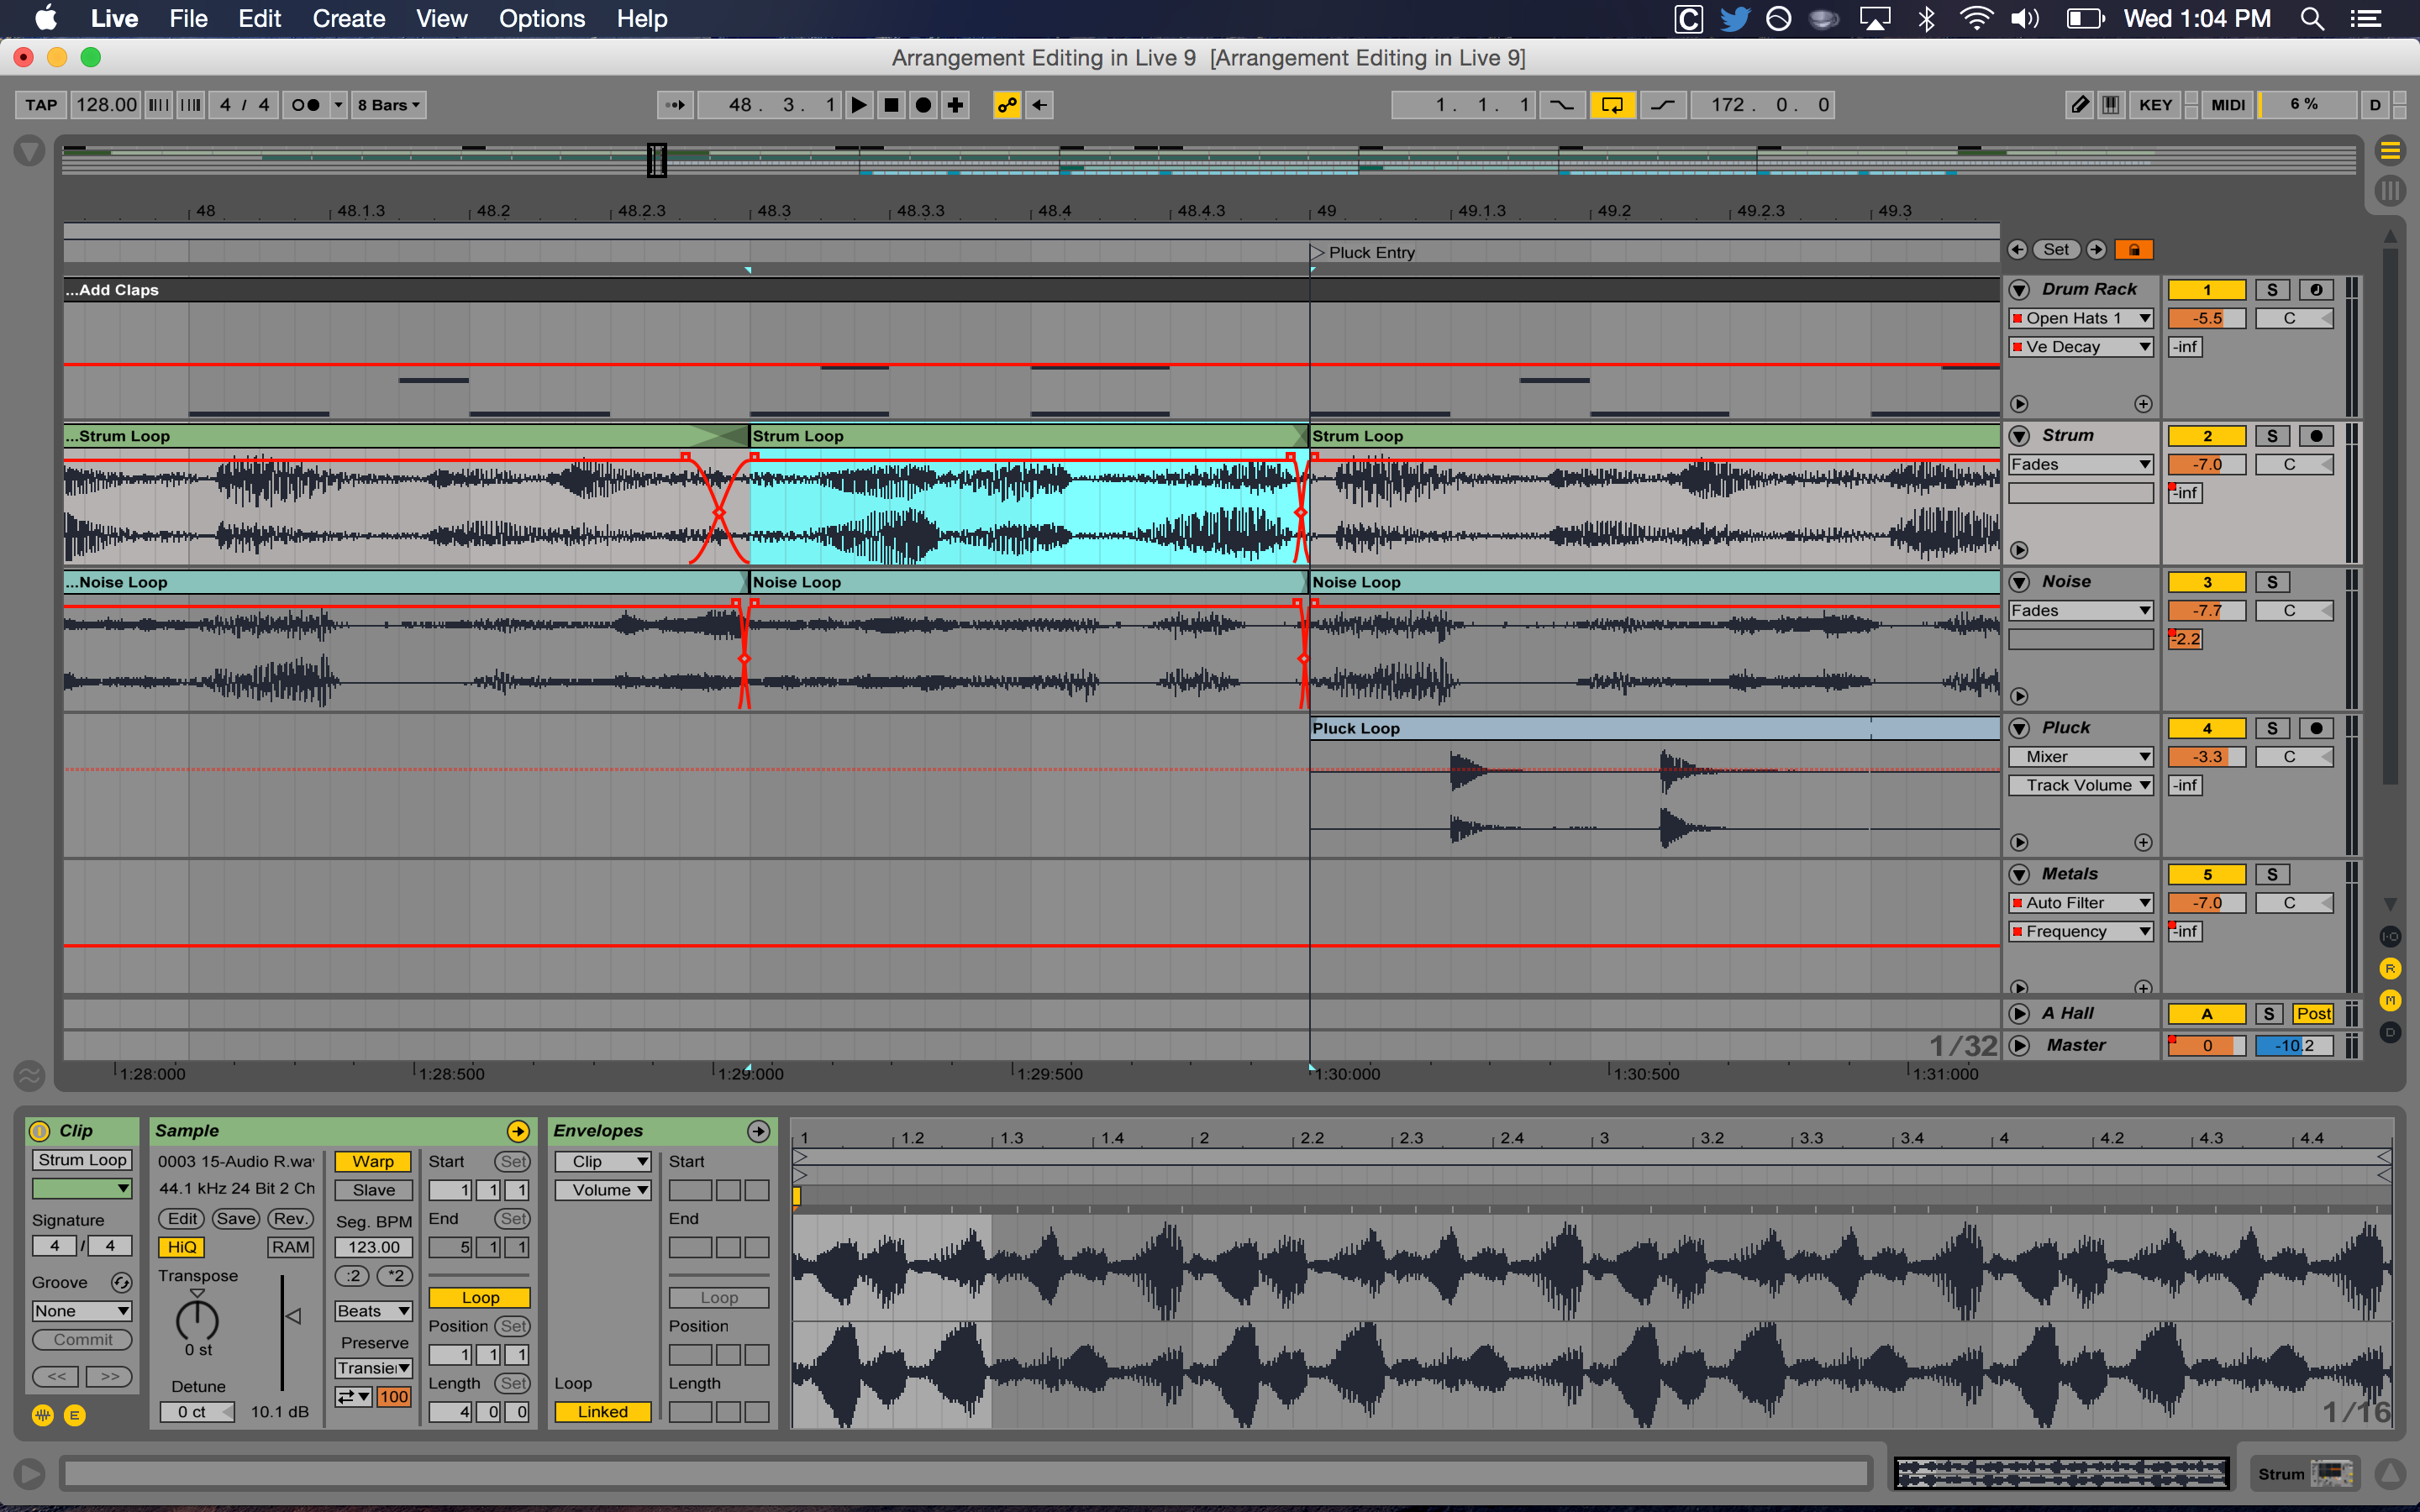 Live File Edit Create View Options Help C Wed 1:04 PM
Arrangement Editing in Live 9 [Arrangement Editing in Live 9]
TAP 128.00 4 / 4 8 Bars 48. 3. 1 1. 1. 1 172. 0. 0 KEY MIDI 6 % D
48 48.1.3 48.2 48.2.3 48.3 48.3.3 48.4 48.4.3 49 49.1.3 49.2 49.2.3 49.3
Pluck Entry Set
...Add Claps Drum Rack 1 S
Open Hats 1 -5.5 C
Ve Decay -inf
...Strum Loop Strum Loop Strum Loop Strum 2 S
Fades -7.0 C
-inf
...Noise Loop Noise Loop Noise Loop Noise 3 S
Fades -7.7 C
-2.2
Pluck Loop Pluck 4 S
Mixer -3.3 C
Track Volume -inf
Metals 5 S
Auto Filter -7.0 C
Frequency -inf
I·O
R
M
D
A Hall A S Post
1/32 Master 0 -10.2
1:28:000 1:28:500 1:29:000 1:29:500 1:30:000 1:30:500 1:31:000
Clip
Strum Loop
Signature
4 / 4
Groove
None
Commit
<< >>
E
Sample
0003 15-Audio R.wa
44.1 kHz 24 Bit 2 Ch
Edit Save Rev.
HiQ RAM
Transpose
0 st
Detune
0 ct 10.1 dB
Warp
Slave
Seg. BPM
123.00
:2 *2
Beats
Preserve
Transie
100
Start Set
1 1 1
End Set
5 1 1
Loop
Position Set
1 1 1
Length Set
4 0 0
Envelopes
Clip
Volume
Loop
Linked
Start
End
Loop
Position
Length
1 1.2 1.3 1.4 2 2.2 2.3 2.4 3 3.2 3.3 3.4 4 4.2 4.3 4.4
1/16
Strum